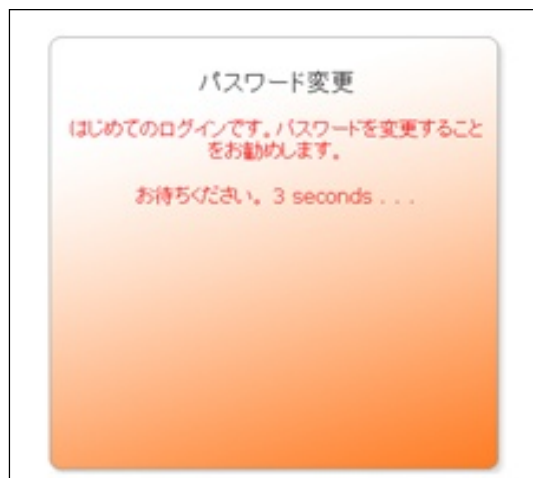 パスワード変更
はじめてのログインです。パスワードを変更すること
をお勧めします。
お待ちください。3 seconds . . .